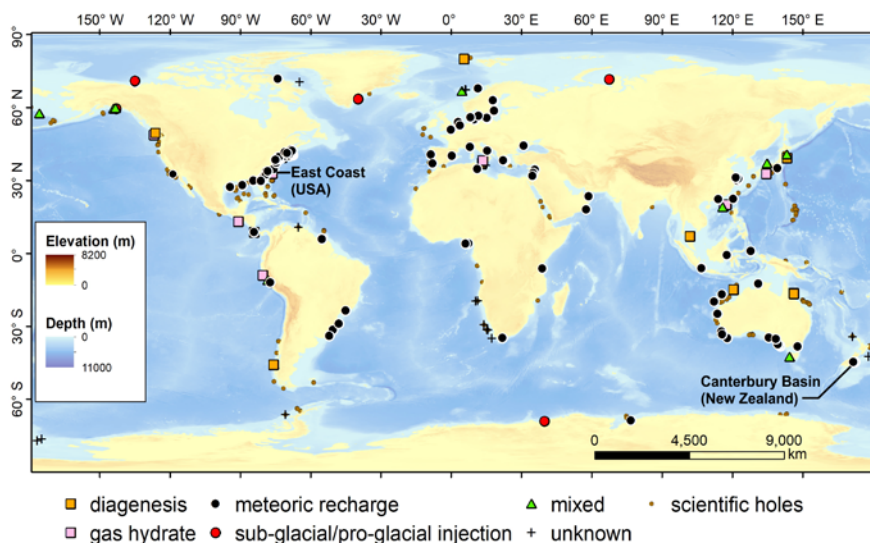 150° W 120° W 90° W 60° W 30° W 0° 30° E 60° E 90° E 120° E 150° E
90°
60° N
30° N
0°
30° S
60° S
East Coast
(USA)
Elevation (m)
8200
0
Depth (m)
0
11000
Canterbury Basin
(New Zealand)
0 4,500 9,000
km
diagenesis meteoric recharge mixed scientific holes
gas hydrate sub-glacial/pro-glacial injection unknown